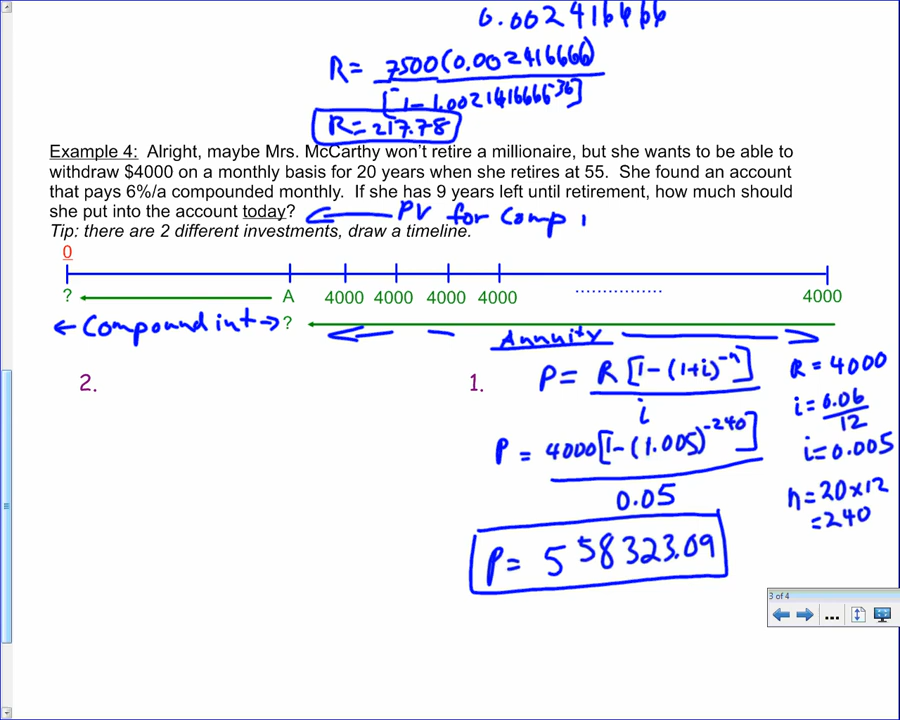 0.002416666
R= 7500(0.002416666)
[1-1.0021416666^-36]
R=217.78
Example 4: Alright, maybe Mrs. McCarthy won't retire a millionaire, but she wants to be able to
withdraw $4000 on a monthly basis for 20 years when she retires at 55. She found an account
that pays 6%/a compounded monthly. If she has 9 years left until retirement, how much should
she put into the account today? ← PV for Comp
Tip: there are 2 different investments, draw a timeline.
0
? A 4000 4000 4000 4000 ................ 4000
← Compound int → ?
Annuity
2.
1. P= R[1-(1+i)^-n]
i
R=4000
i=0.06
12
i=0.005
n=20x12
=240
P= 4000[1-(1.005)^-240]
0.05
P= 558323.09
3 of 4
...